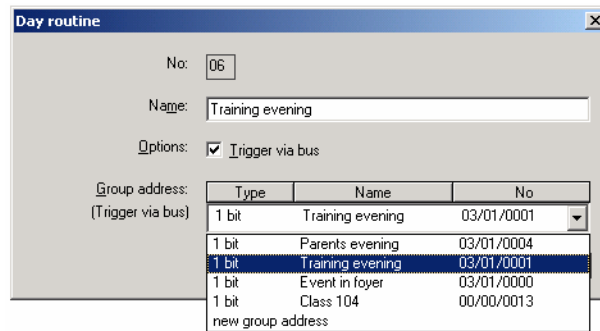 Day routine
No: 06
Name: Training evening
Options: Trigger via bus
Group address: Type Name No
(Trigger via bus) 1 bit Training evening 03/01/0001
1 bit Parents evening 03/01/0004
1 bit Training evening 03/01/0001
1 bit Event in foyer 03/01/0000
1 bit Class 104 00/00/0013
new group address